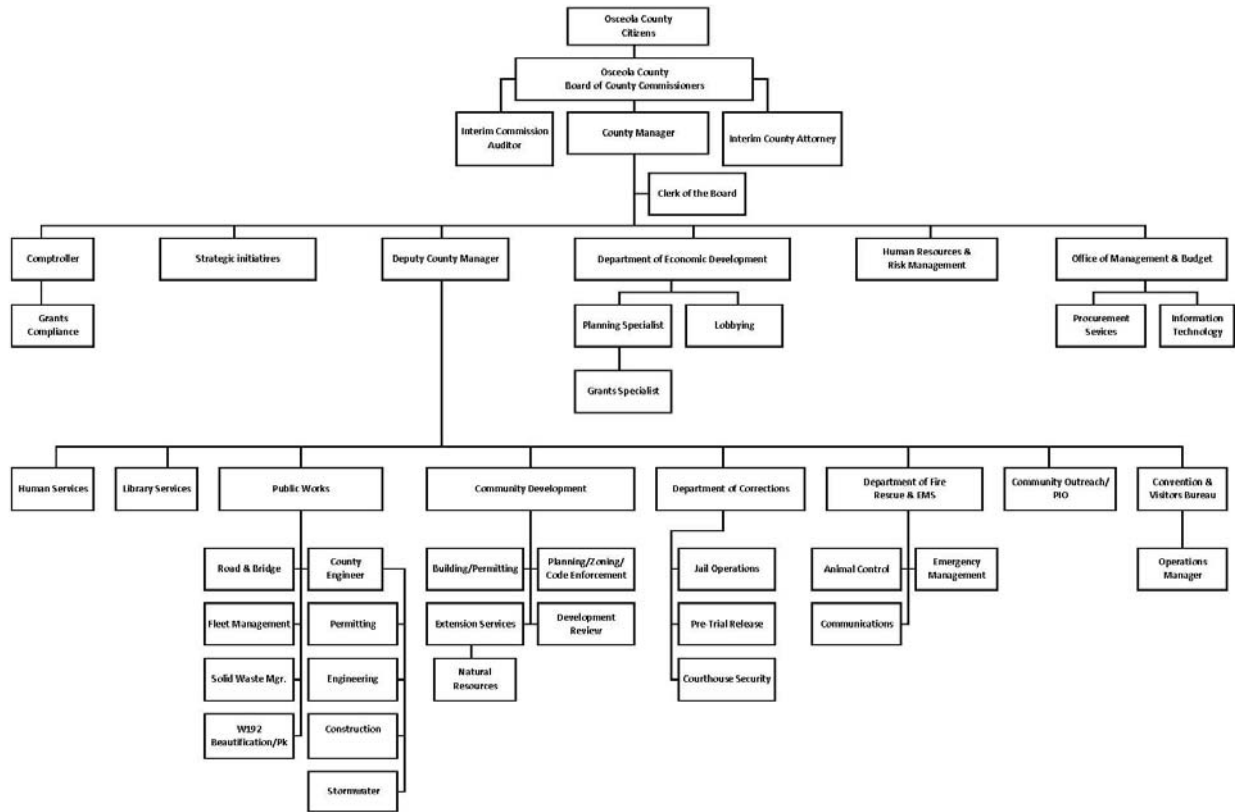 Osceola County
Citizens
Osceola County
Board of County Commissioners
Interim Commission
Auditor
County Manager
Interim County Attorney
Clerk of the Board
Comptroller
Strategic initiatives
Deputy County Manager
Department of Economic Development
Human Resources &
Risk Management
Office of Management & Budget
Grants
Compliance
Planning Specialist
Lobbying
Procurement
Sevices
Information
Technology
Grants Specialist
Human Services
Library Services
Public Works
Community Development
Department of Corrections
Department of Fire
Rescue & EMS
Community Outreach/
PIO
Convention &
Visitors Bureau
Road & Bridge
County
Engineer
Building/Permitting
Planning/Zoning/
Code Enforcement
Jail Operations
Animal Control
Emergency
Management
Operations
Manager
Fleet Management
Permitting
Extension Services
Development
Review
Pre-Trial Release
Communications
Solid Waste Mgr.
Engineering
Natural
Resources
Courthouse Security
W192
Beautification/Pk
Construction
Stormwater